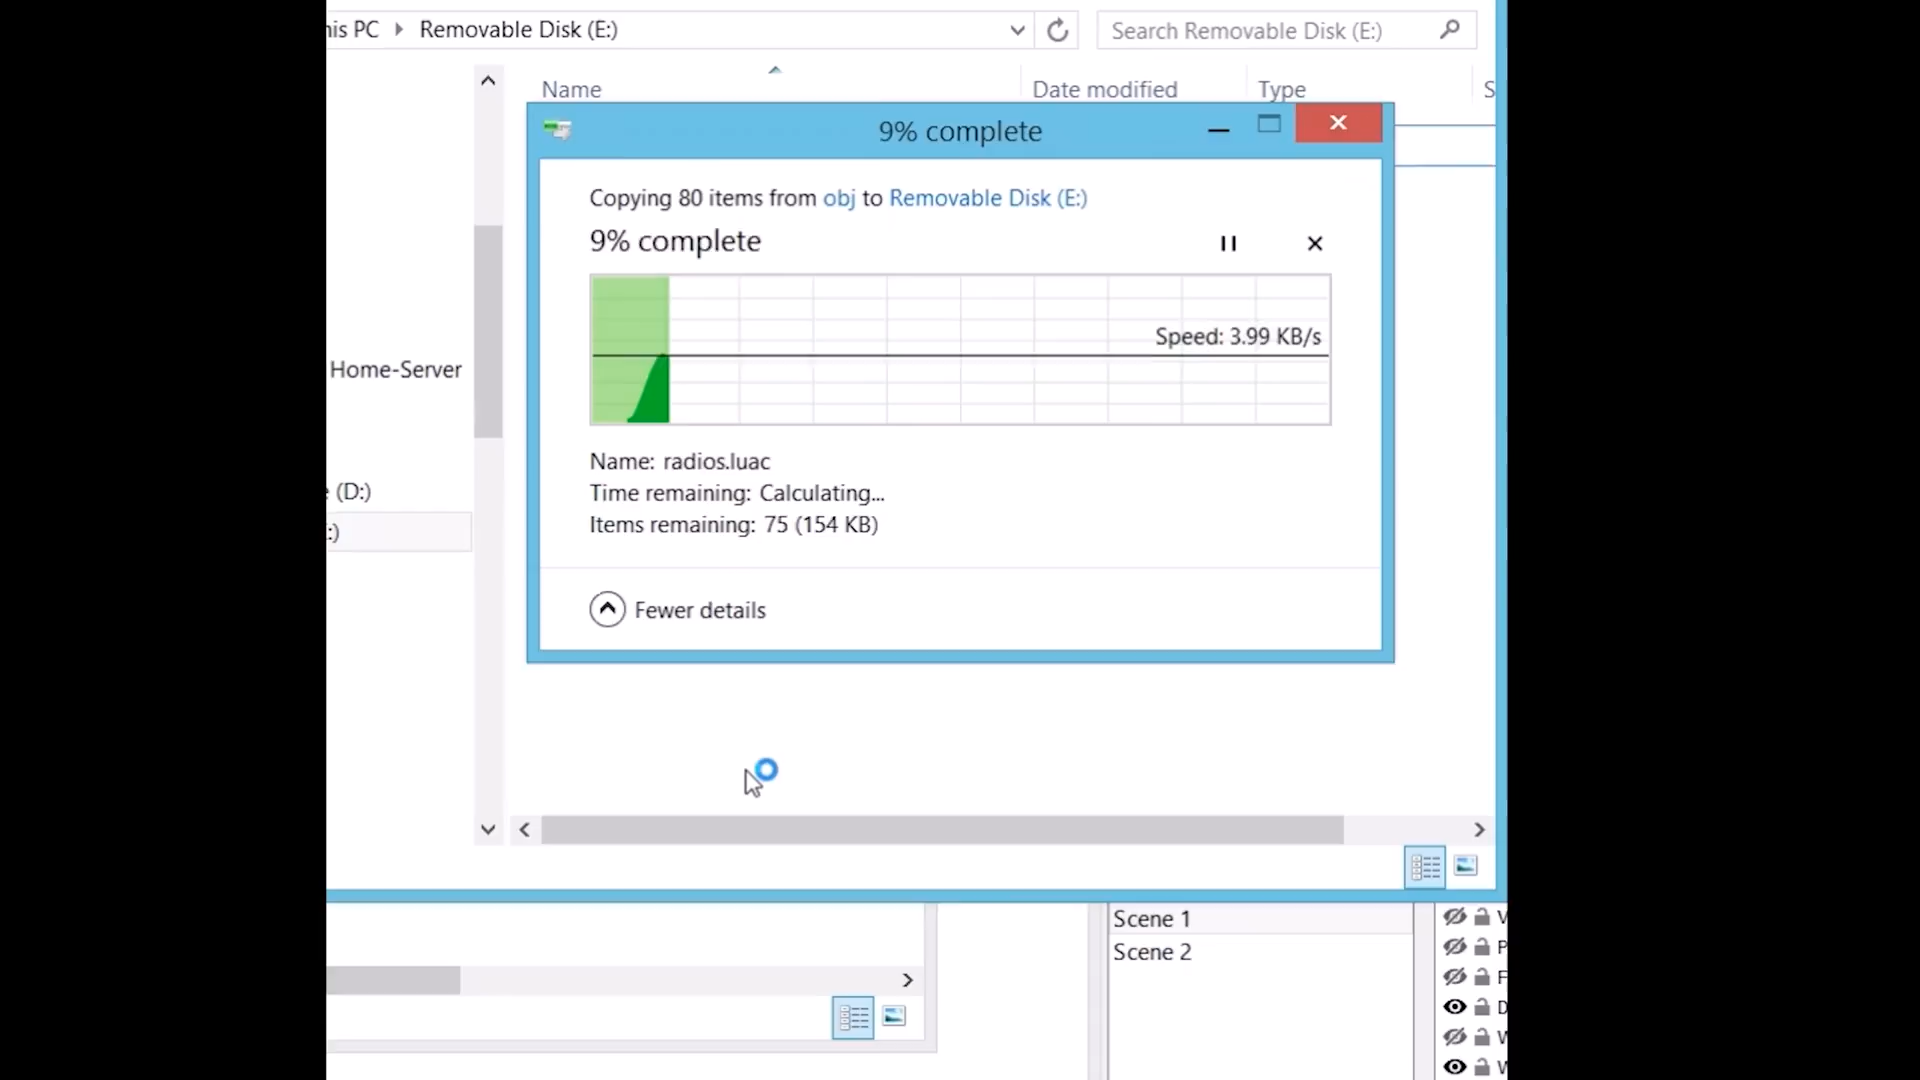 his PC Removable Disk (E:)
Search Removable Disk (E:)
Name Date modified Type S
9% complete
Copying 80 items from obj to Removable Disk (E:)
9% complete
Speed: 3.99 KB/s
Home-Server
Name: radios.luac
Time remaining: Calculating...
e (D:)
Items remaining: 75 (154 KB)
:)
Fewer details
Scene 1
Scene 2
V
P
F
D
W